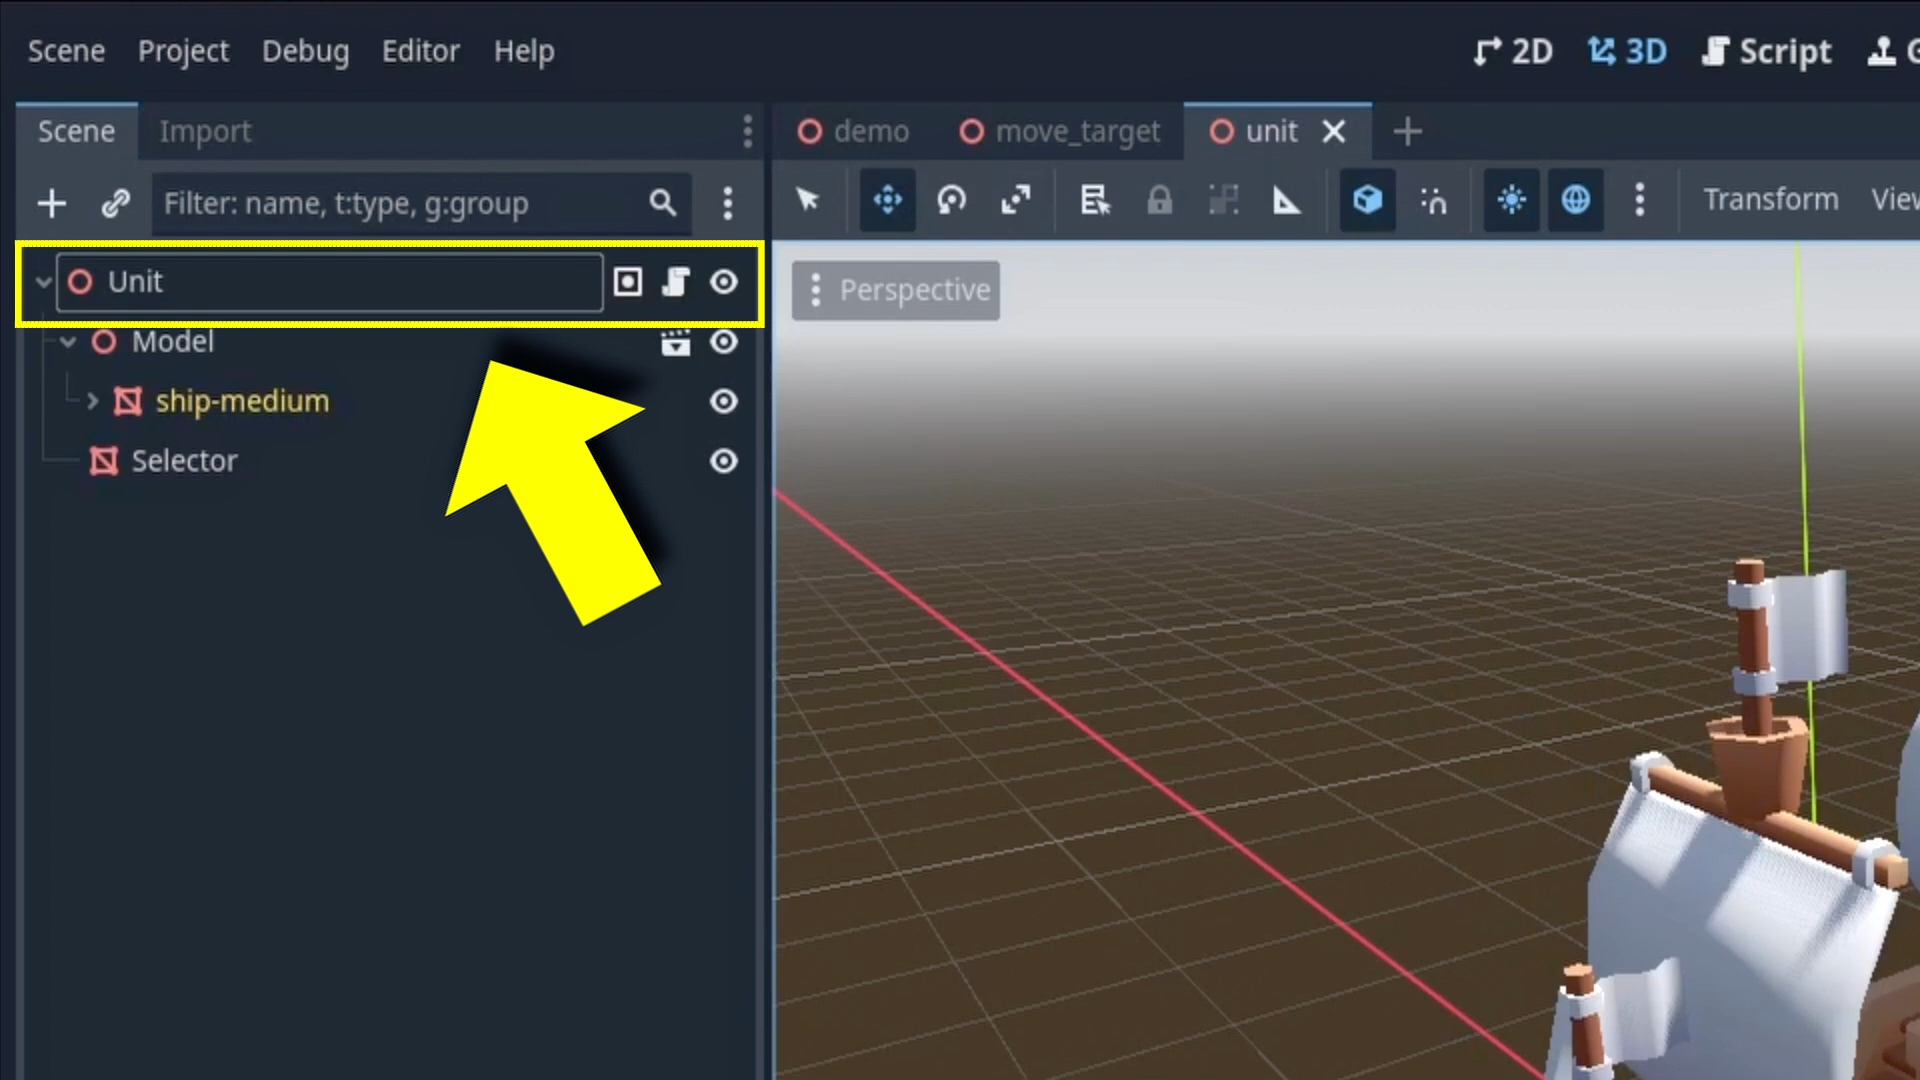 Scene Project Debug Editor Help 2D 3D Script
Scene Import demo move_target unit
Filter: name, t:type, g:group Transform
Unit
Perspective
Model
ship-medium
Selector